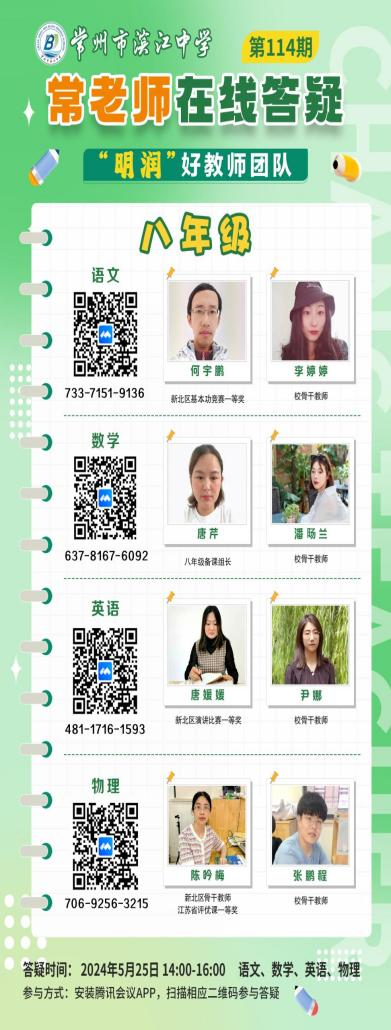 常州市滨江中学
第114期
常老师在线答疑
“明润”好教师团队
八年级
语文
733-7151-9136
何宇鹏
新北区基本功竞赛一等奖
李婷婷
校骨干教师
数学
637-8167-6092
唐芹
八年级备课组长
潘旸兰
校骨干教师
英语
481-1716-1593
唐媛媛
新北区演讲比赛一等奖
尹娜
校骨干教师
物理
706-9256-3215
陈吟梅
新北区骨干教师
江苏省评优课一等奖
张鹏程
校骨干教师
答疑时间： 2024年5月25日 14:00-16:00 语文、数学、英语、物理
参与方式：安装腾讯会议APP，扫描相应二维码参与答疑
CHANG TEACHER